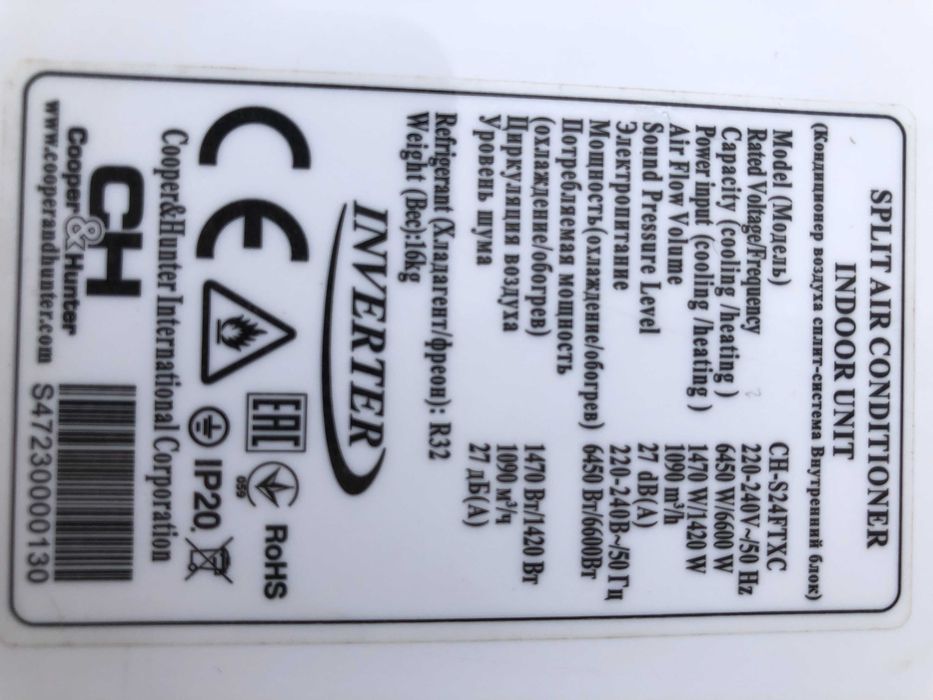 SPLIT AIR CONDITIONER
INDOOR UNIT
(Кондиционер воздуха сплит-система Внутренний блок)
Model (Модель) CH-S24FTXC
Rated Voltage/Frequency 220-240V~/50 Hz
Capacity (cooling /heating ) 6450 W/6600 W
Power input (cooling /heating ) 1470 W/1420 W
Air Flow Volume 1090 m³/h
Sound Pressure Level 27 dB(A)
Электропитание 220-240В~/50 Гц
Мощность(охлаждение/обогрев) 6450 Вт/6600Вт
Потребляемая мощность
(охлаждение/обогрев) 1470 Вт/1420 Вт
Циркуляция воздуха 1090 м³/ч
Уровень шума 27 дБ(А)
Refrigerant (Хладагент/фреон): R32
Weight (Вес):16kg
INVERTER
CE EAC 059 RoHS
IP20
Cooper&Hunter International Corporation
CH
Cooper&Hunter
www.cooperandhunter.com S472300000130